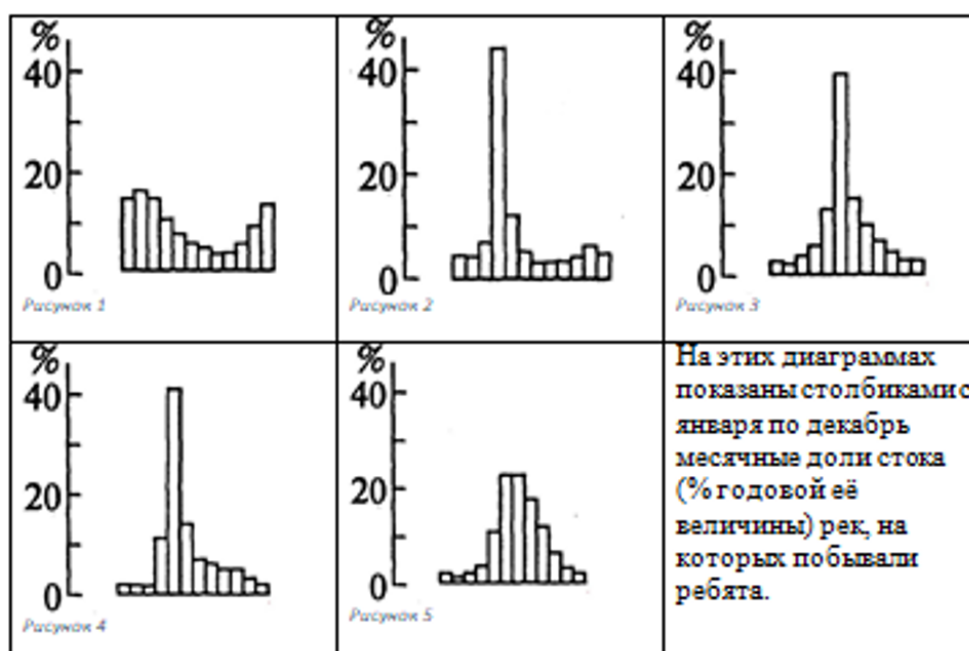 %
40
20
0
Рисунок 1
%
40
20
0
Рисунок 2
%
40
20
0
Рисунок 3
%
40
20
0
Рисунок 4
%
40
20
0
Рисунок 5
На этих диаграммах
показаны столбиками с
января по декабрь
месячные доли стока
(% годовой её
величины) рек, на
которых побывали
ребята.